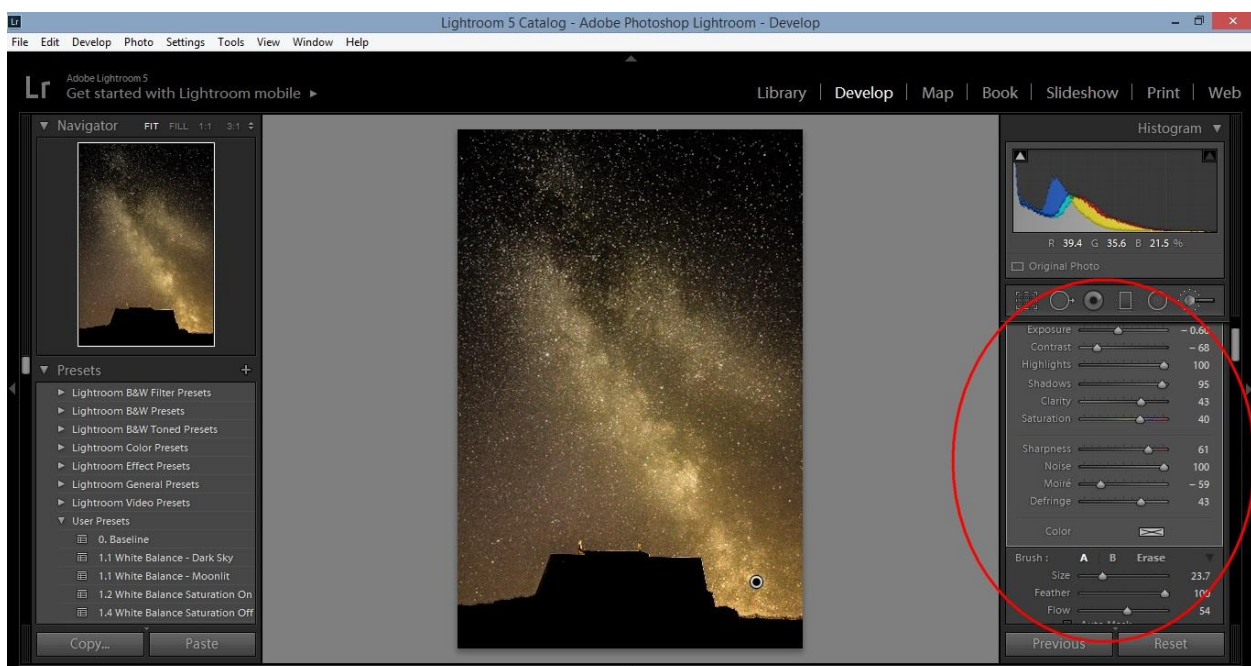 Lr
Lightroom 5 Catalog - Adobe Photoshop Lightroom - Develop
File Edit Develop Photo Settings Tools View Window Help
Lr
Adobe Lightroom 5
Get started with Lightroom mobile ▸
Library | Develop | Map | Book | Slideshow | Print | Web
Navigator FIT FILL 1:1 3:1
Histogram
R 39.4 G 35.6 B 21.5 %
Original Photo
Exposure – 0.60
Contrast – 68
Highlights 100
Shadows 95
Clarity 43
Saturation 40
Sharpness 61
Noise 100
Moiré – 59
Defringe 43
Color
Brush : A B Erase
Size 23.7
Feather 100
Flow 54
Auto Mask
Presets +
Lightroom B&W Filter Presets
Lightroom B&W Presets
Lightroom B&W Toned Presets
Lightroom Color Presets
Lightroom Effect Presets
Lightroom General Presets
Lightroom Video Presets
User Presets
0. Baseline
1.1 White Balance - Dark Sky
1.1 White Balance - Moonlit
1.2 White Balance Saturation On
1.4 White Balance Saturation Off
Copy... Paste
Previous Reset